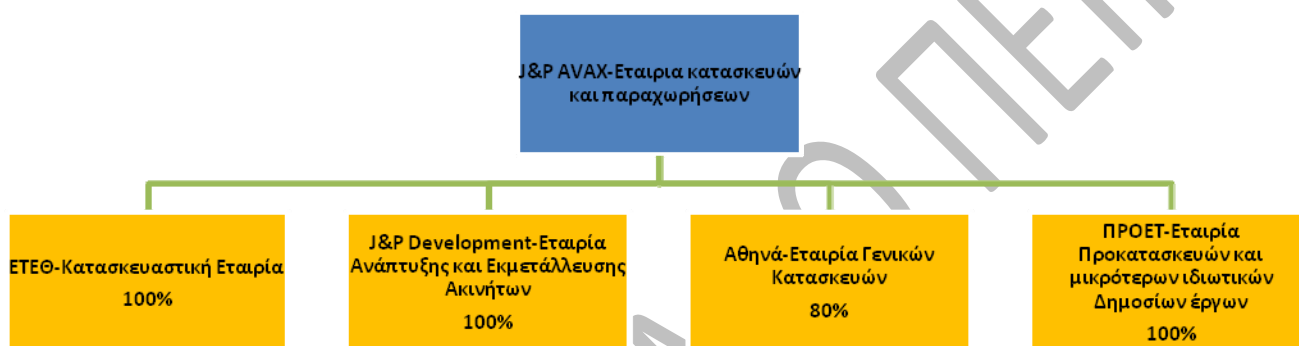 J&P AVAX-Εταιρια κατασκευών
και παραχωρήσεων
ΕΤΕΘ-Κατασκευαστική Εταιρία
100%
J&P Development-Εταιρία
Ανάπτυξης και Εκμετάλλευσης
Ακινήτων
100%
Αθηνά-Εταιρία Γενικών
Κατασκευών
80%
ΠΡΟΕΤ-Εταιρία
Προκατασκευών και
μικρότερων ιδιωτικών
Δημοσίων έργων
100%